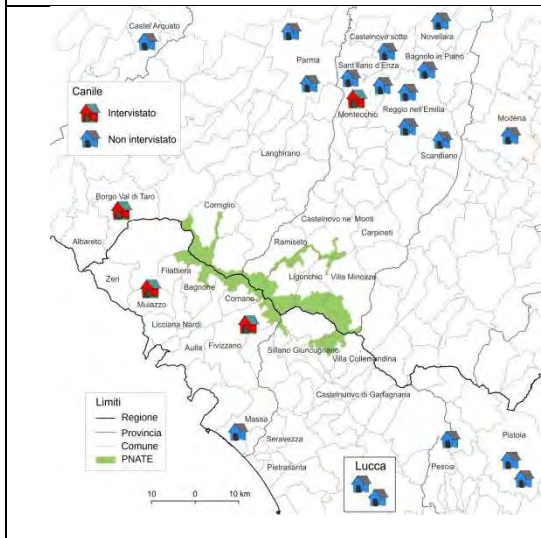 Castel'Arquato
Castelnovo sotto
Novellara
Parma
Sant'Ilario d'Enza
Bagnolo in Piano
Canile
Intervistato
Non intervistato
Montecchio
Reggio nell'Emilia
Modena
Langhirano
Scandiano
Borgo Val di Taro
Corniglio
Castelnovo ne' Monti
Carpineti
Albareto
Ramiseto
Zeri
Filattiera
Ligonchio
Villa Minozzo
Bagnone
Comano
Mulazzo
Licciana Nardi
Aulla
Fivizzano
Sillano Giuncugnano
Villa Collemandina
Limiti
Regione
Provincia
Comune
PNATE
Castelnuovo di Garfagnana
Massa
Seravezza
Pistoia
Pietrasanta
Lucca
Pescia
10 0 10 km